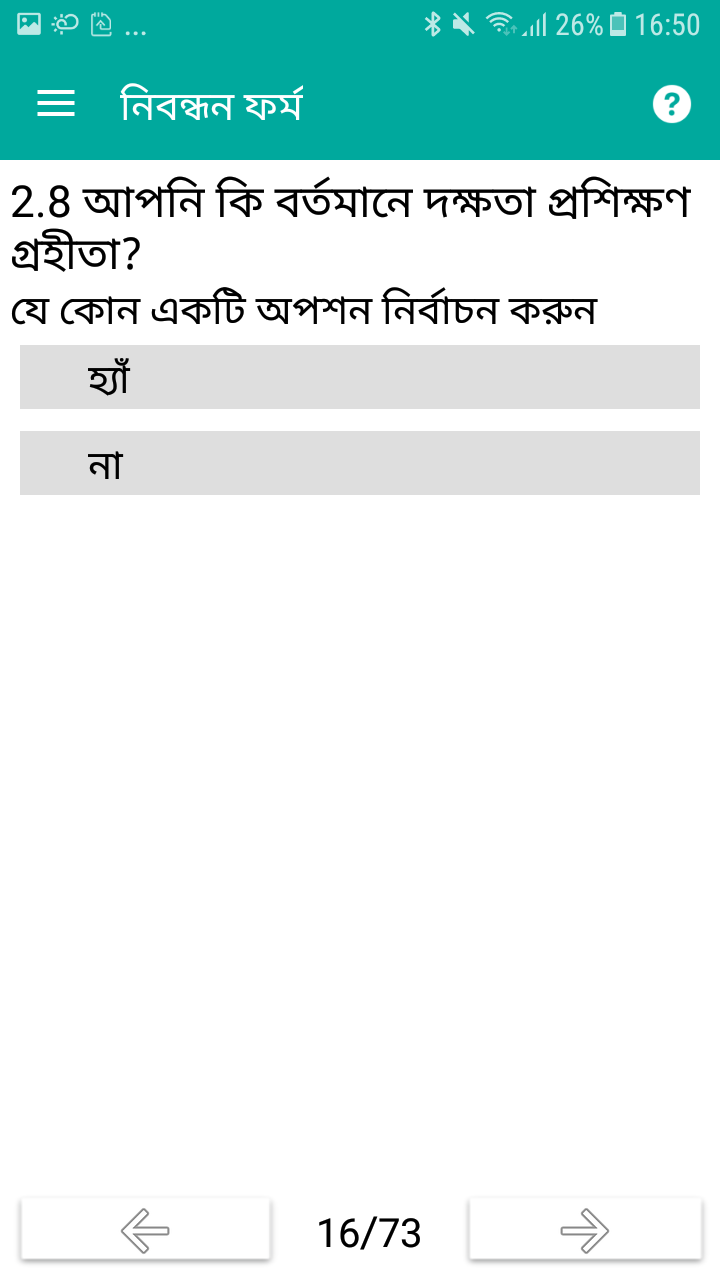 ... 26% 16:50
নিবন্ধন ফর্ম ?
2.8 আপনি কি বর্তমানে দক্ষতা প্রশিক্ষণ
গ্রহীতা?
যে কোন একটি অপশন নির্বাচন করুন
হ্যাঁ
না
16/73